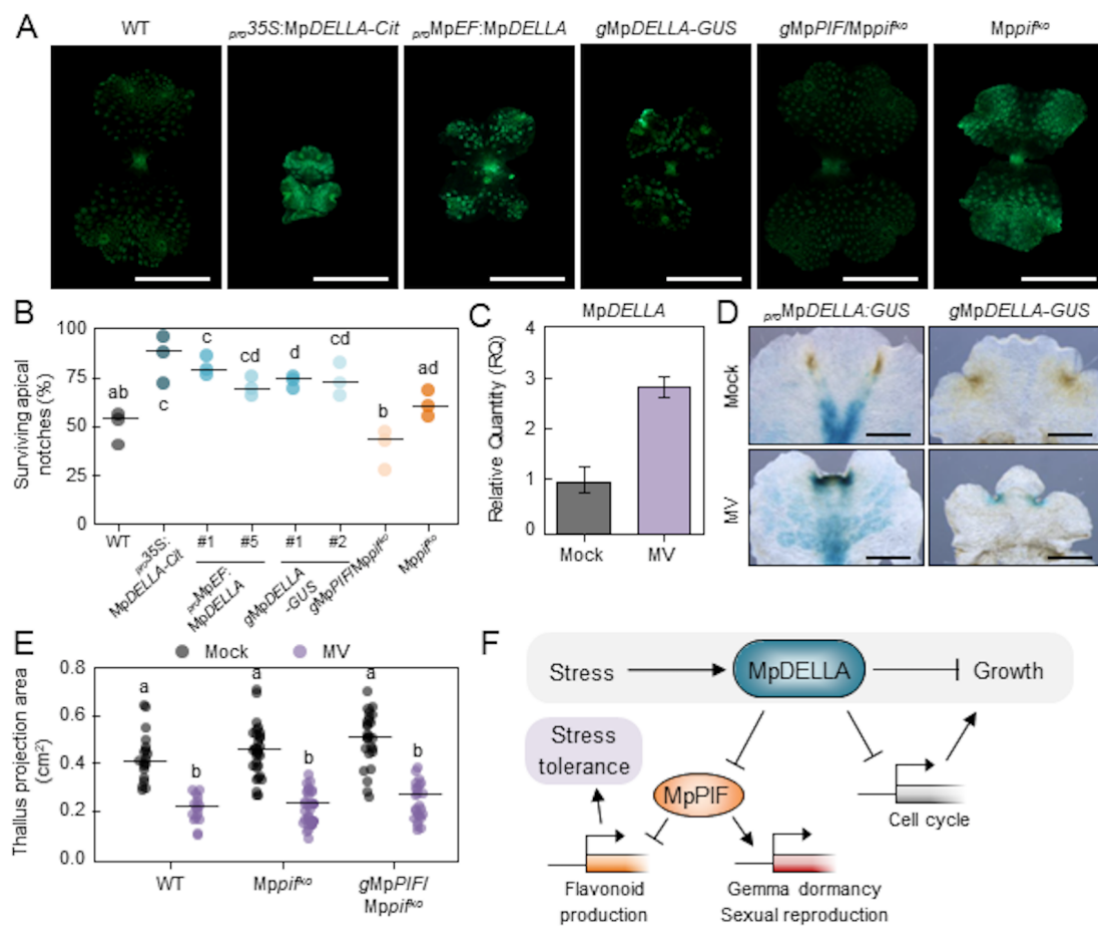 A
WT
pro35S:MpDELLA-Cit
proMpEF:MpDELLA
gMpDELLA-GUS
gMpPIF/Mppifko
Mppifko
B
Surviving apical
notches (%)
100
75
50
25
0
ab
c
c
cd
d
cd
b
ad
WT
pro35S:
MpDELLA-Cit
#1
#5
proMpEF:
MpDELLA
#1
#2
gMpDELLA
-GUS
gMpPIF/Mppifko
Mppifko
C
MpDELLA
Relative Quantity (RQ)
4
3
2
1
0
Mock
MV
D
proMpDELLA:GUS
gMpDELLA-GUS
Mock
MV
E
Mock
MV
Thallus projection area
(cm2)
0.8
0.6
0.4
0.2
0.0
a
b
a
b
a
b
WT
Mppifko
gMpPIF/
Mppifko
F
Stress
MpDELLA
Growth
Stress
tolerance
MpPIF
Cell cycle
Flavonoid
production
Gemma dormancy
Sexual reproduction